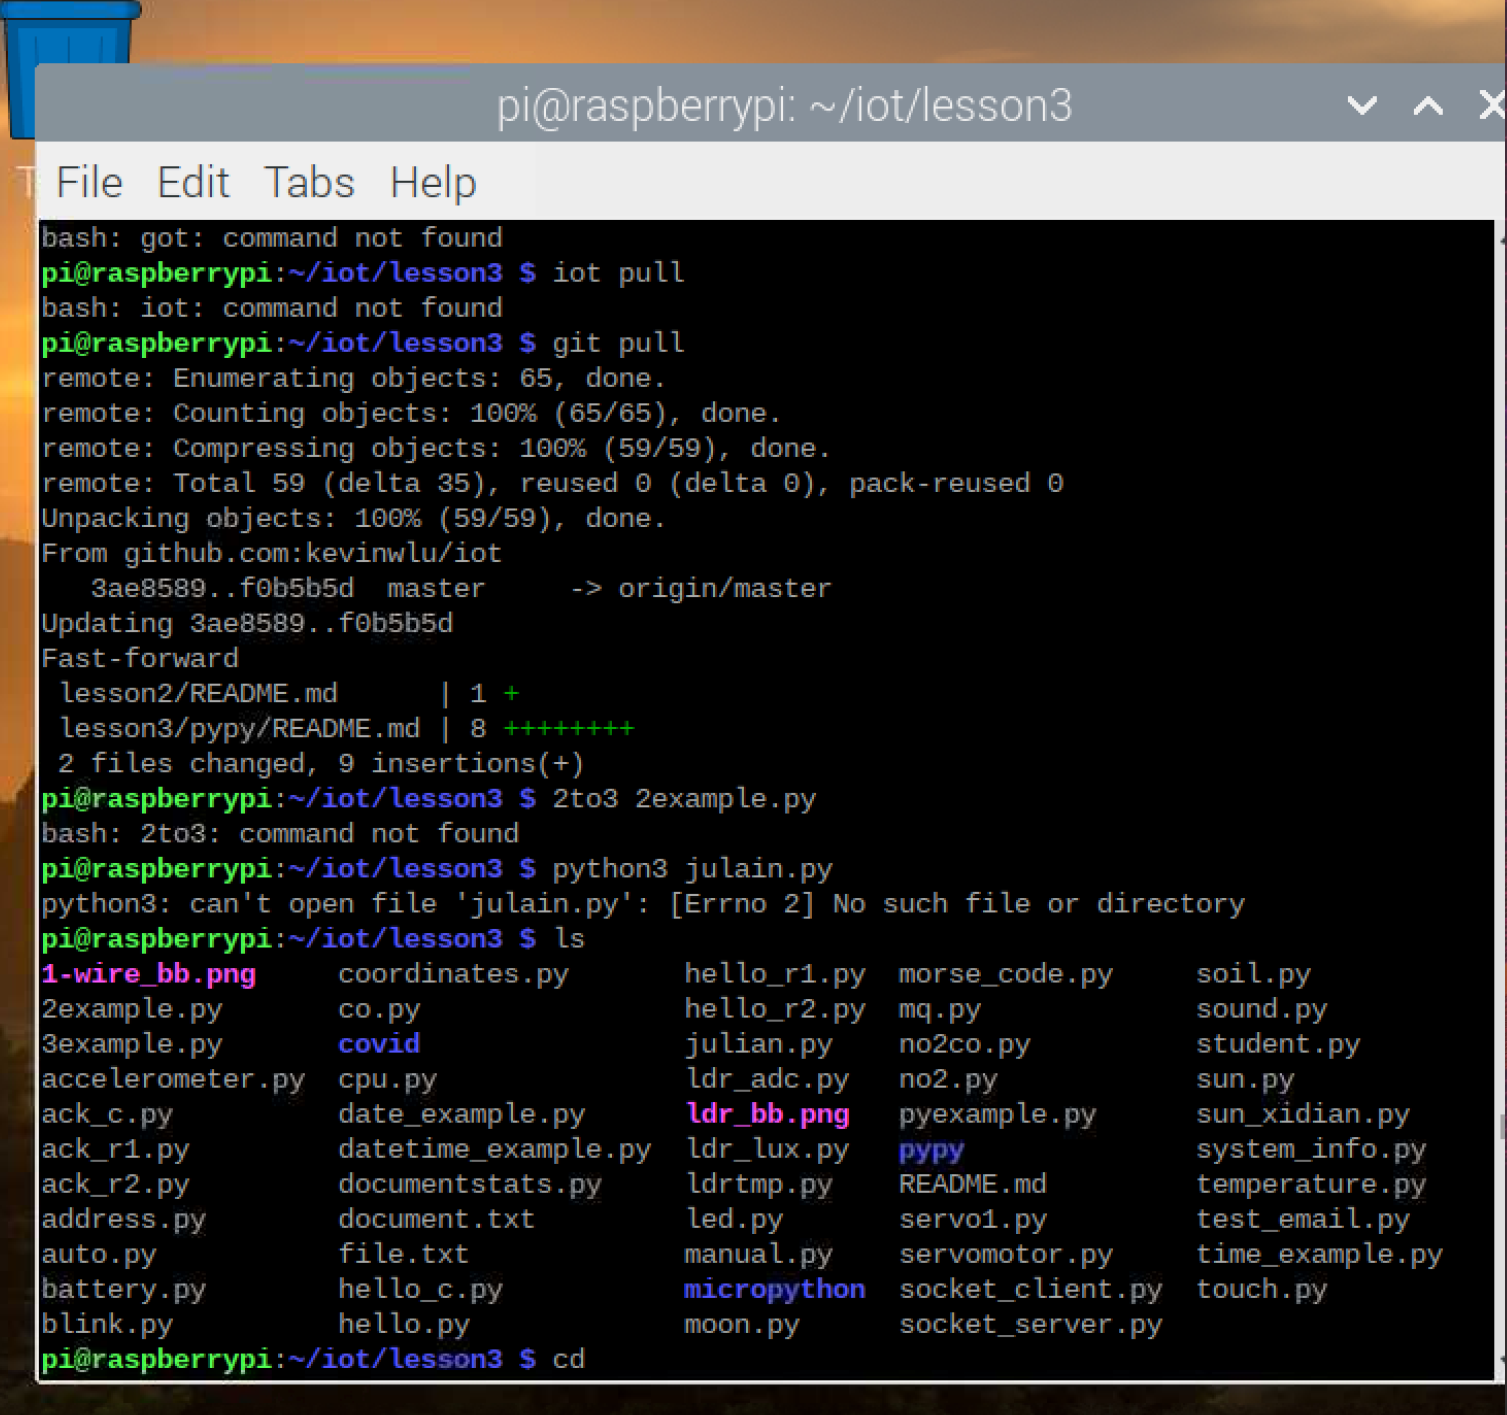 pi@raspberrypi: ~/iot/lesson3
File Edit Tabs Help
bash: got: command not found
pi@raspberrypi:~/iot/lesson3 $ iot pull
bash: iot: command not found
pi@raspberrypi:~/iot/lesson3 $ git pull
remote: Enumerating objects: 65, done.
remote: Counting objects: 100% (65/65), done.
remote: Compressing objects: 100% (59/59), done.
remote: Total 59 (delta 35), reused 0 (delta 0), pack-reused 0
Unpacking objects: 100% (59/59), done.
From github.com:kevinwlu/iot
   3ae8589..f0b5b5d  master     -> origin/master
Updating 3ae8589..f0b5b5d
Fast-forward
 lesson2/README.md      | 1 +
 lesson3/pypy/README.md | 8 ++++++++
 2 files changed, 9 insertions(+)
pi@raspberrypi:~/iot/lesson3 $ 2to3 2example.py
bash: 2to3: command not found
pi@raspberrypi:~/iot/lesson3 $ python3 julain.py
python3: can't open file 'julain.py': [Errno 2] No such file or directory
pi@raspberrypi:~/iot/lesson3 $ ls
1-wire_bb.png     coordinates.py       hello_r1.py  morse_code.py     soil.py
2example.py       co.py                hello_r2.py  mq.py             sound.py
3example.py       covid                julian.py    no2co.py          student.py
accelerometer.py  cpu.py               ldr_adc.py   no2.py            sun.py
ack_c.py          date_example.py      ldr_bb.png   pyexample.py      sun_xidian.py
ack_r1.py         datetime_example.py  ldr_lux.py   pypy              system_info.py
ack_r2.py         documentstats.py     ldrtmp.py    README.md         temperature.py
address.py        document.txt         led.py       servo1.py         test_email.py
auto.py           file.txt             manual.py    servomotor.py     time_example.py
battery.py        hello_c.py           micropython  socket_client.py  touch.py
blink.py          hello.py             moon.py      socket_server.py
pi@raspberrypi:~/iot/lesson3 $ cd